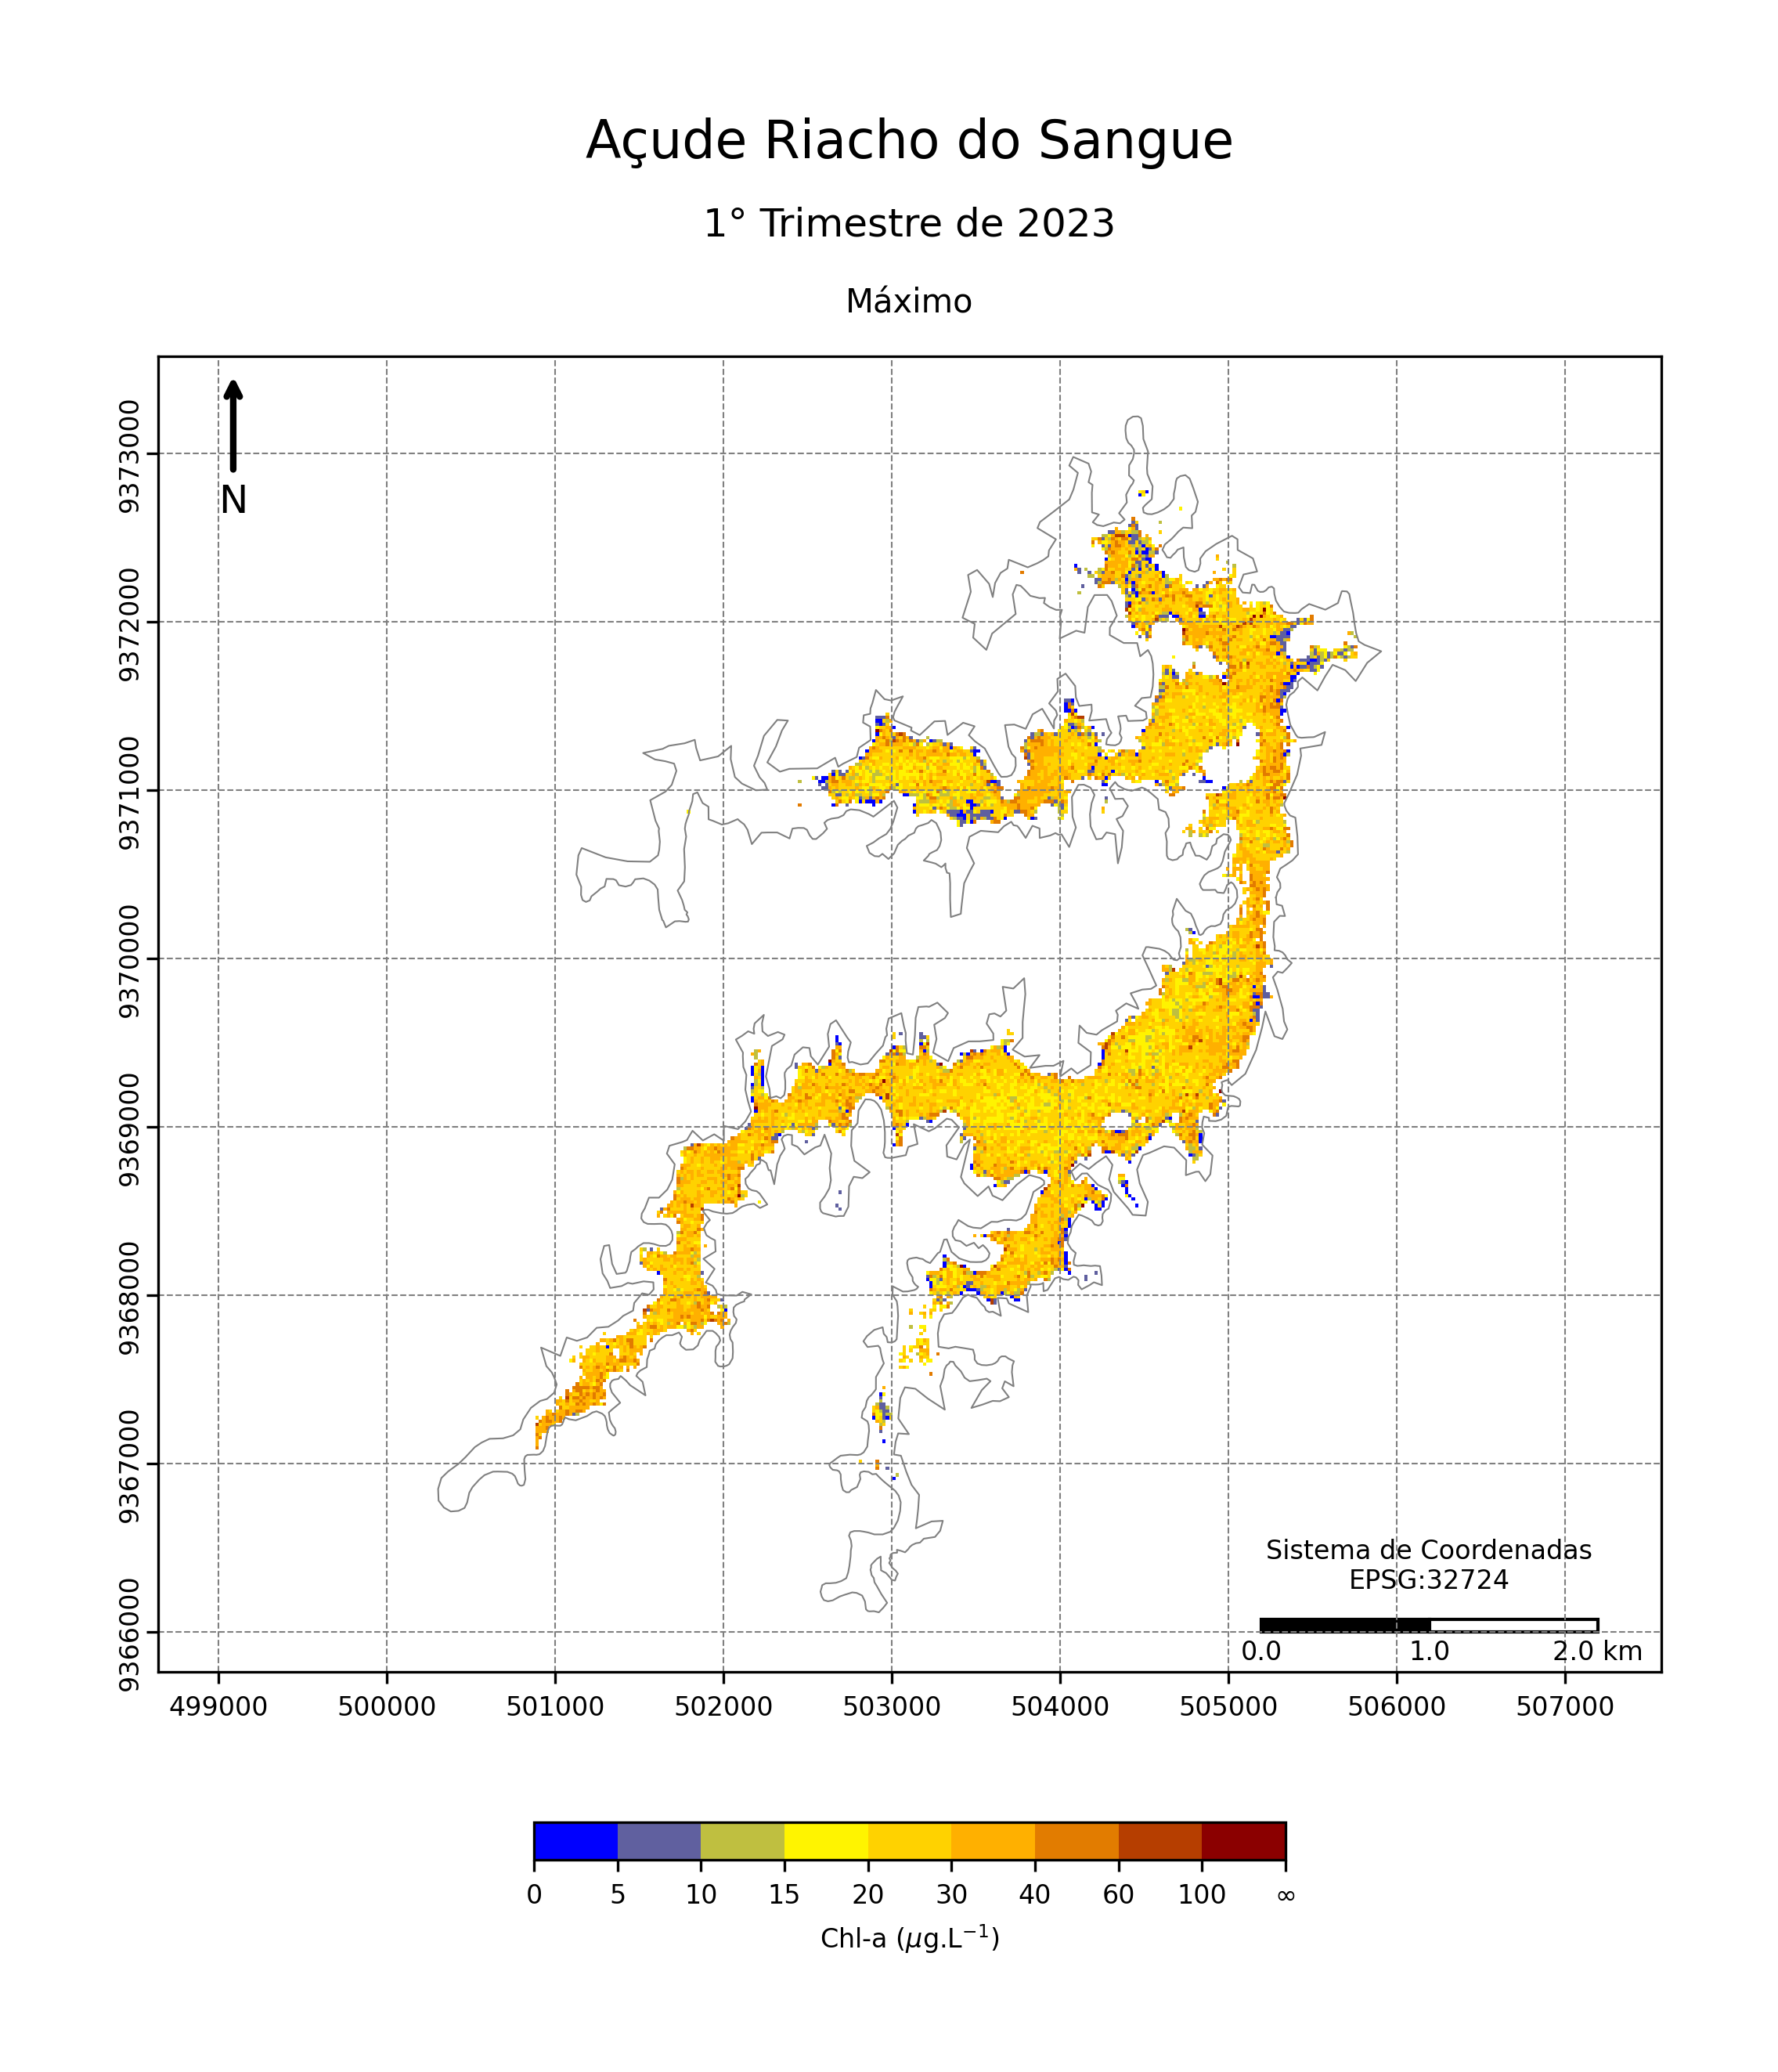 Açude Riacho do Sangue
1° Trimestre de 2023
Máximo
N
9373000
9372000
9371000
9370000
9369000
9368000
9367000
9366000
Sistema de Coordenadas
EPSG:32724
0.0 1.0 2.0 km
499000 500000 501000 502000 503000 504000 505000 506000 507000
0 5 10 15 20 30 40 60 100 ∞
Chl-a (μg.L⁻¹)